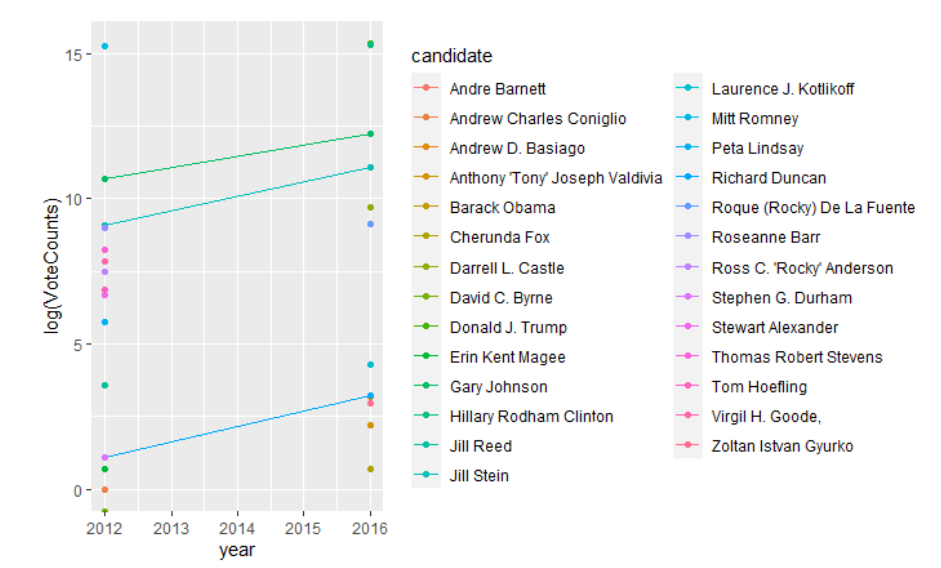 candidate
Andre Barnett
Andrew Charles Coniglio
Andrew D. Basiago
Anthony 'Tony' Joseph Valdivia
Barack Obama
Cherunda Fox
Darrell L. Castle
David C. Byrne
Donald J. Trump
Erin Kent Magee
Gary Johnson
Hillary Rodham Clinton
Jill Reed
Jill Stein
Laurence J. Kotlikoff
Mitt Romney
Peta Lindsay
Richard Duncan
Roque (Rocky) De La Fuente
Roseanne Barr
Ross C. 'Rocky' Anderson
Stephen G. Durham
Stewart Alexander
Thomas Robert Stevens
Tom Hoefling
Virgil H. Goode,
Zoltan Istvan Gyurko
log(VoteCounts)
15
10
5
0
2012 2013 2014 2015 2016
year